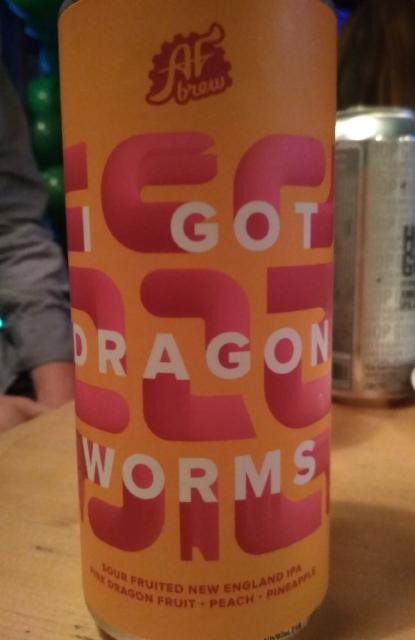 AF
brew
I GOT
DRAGON
WORMS
SOUR FRUITED NEW ENGLAND IPA
PINK DRAGON FRUIT • PEACH • PINEAPPLE